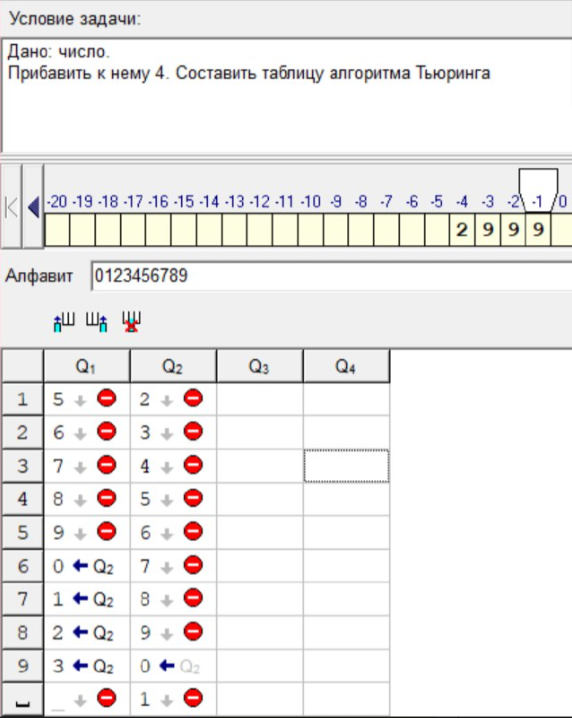 Условие задачи:
Дано: число.
Прибавить к нему 4. Составить таблицу алгоритма Тьюринга
-20 -19 -18 -17 -16 -15 -14 -13 -12 -11 -10 -9 -8 -7 -6 -5 -4 -3 -2 -1 0
2 9 9 9
Алфавит 0123456789
Q1 Q2 Q3 Q4
1 5 2
2 6 3
3 7 4
4 8 5
5 9 6
6 0 Q2 7
7 1 Q2 8
8 2 Q2 9
9 3 Q2 0 Q2
_ 1